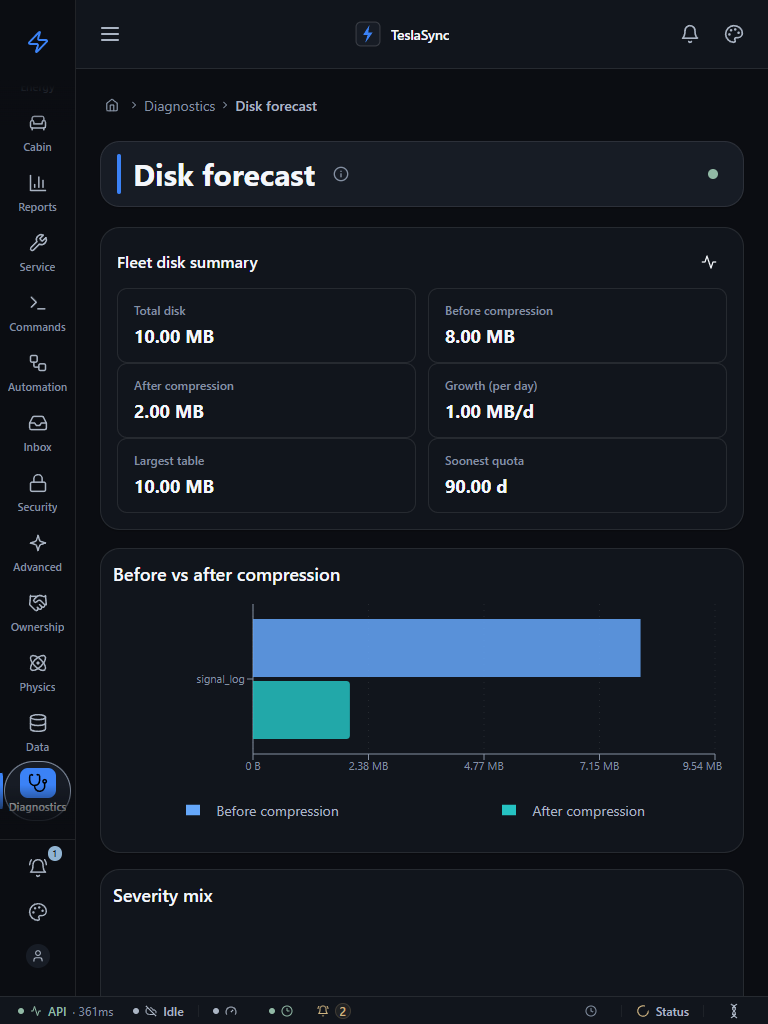 TeslaSync
Diagnostics
Disk forecast
Disk forecast
Cabin
Reports
Service
Commands
Automation
Inbox
Security
Advanced
Ownership
Physics
Data
Diagnostics
1
Fleet disk summary
Total disk
10.00 MB
Before compression
8.00 MB
After compression
2.00 MB
Growth (per day)
1.00 MB/d
Largest table
10.00 MB
Soonest quota
90.00 d
Before vs after compression
signal_log
0 B
2.38 MB
4.77 MB
7.15 MB
9.54 MB
Before compression
After compression
Severity mix
API · 361ms
Idle
2
Status